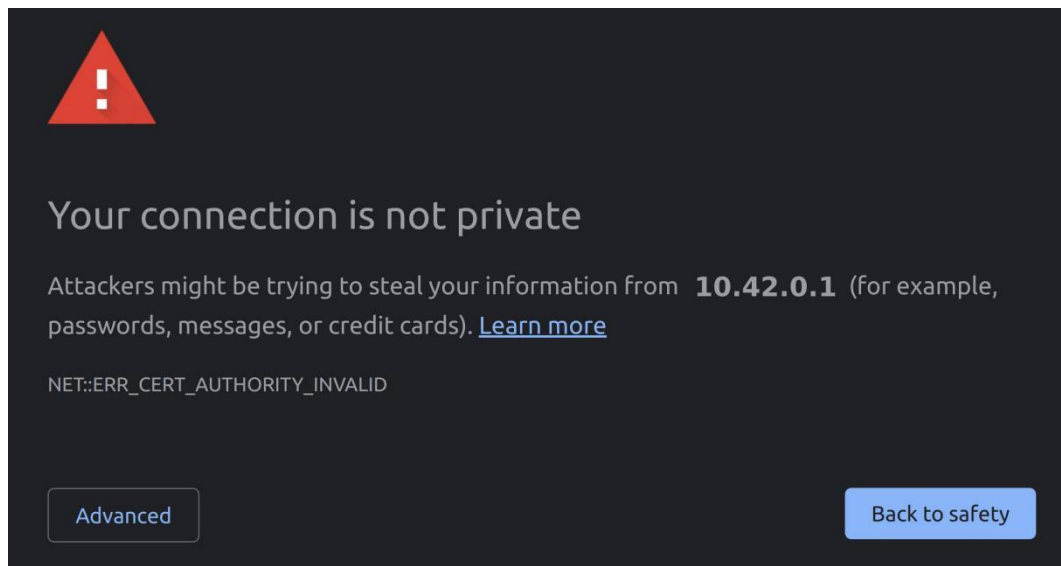 Your connection is not private
Attackers might be trying to steal your information from 10.42.0.1 (for example,
passwords, messages, or credit cards). Learn more
NET::ERR_CERT_AUTHORITY_INVALID
Advanced
Back to safety